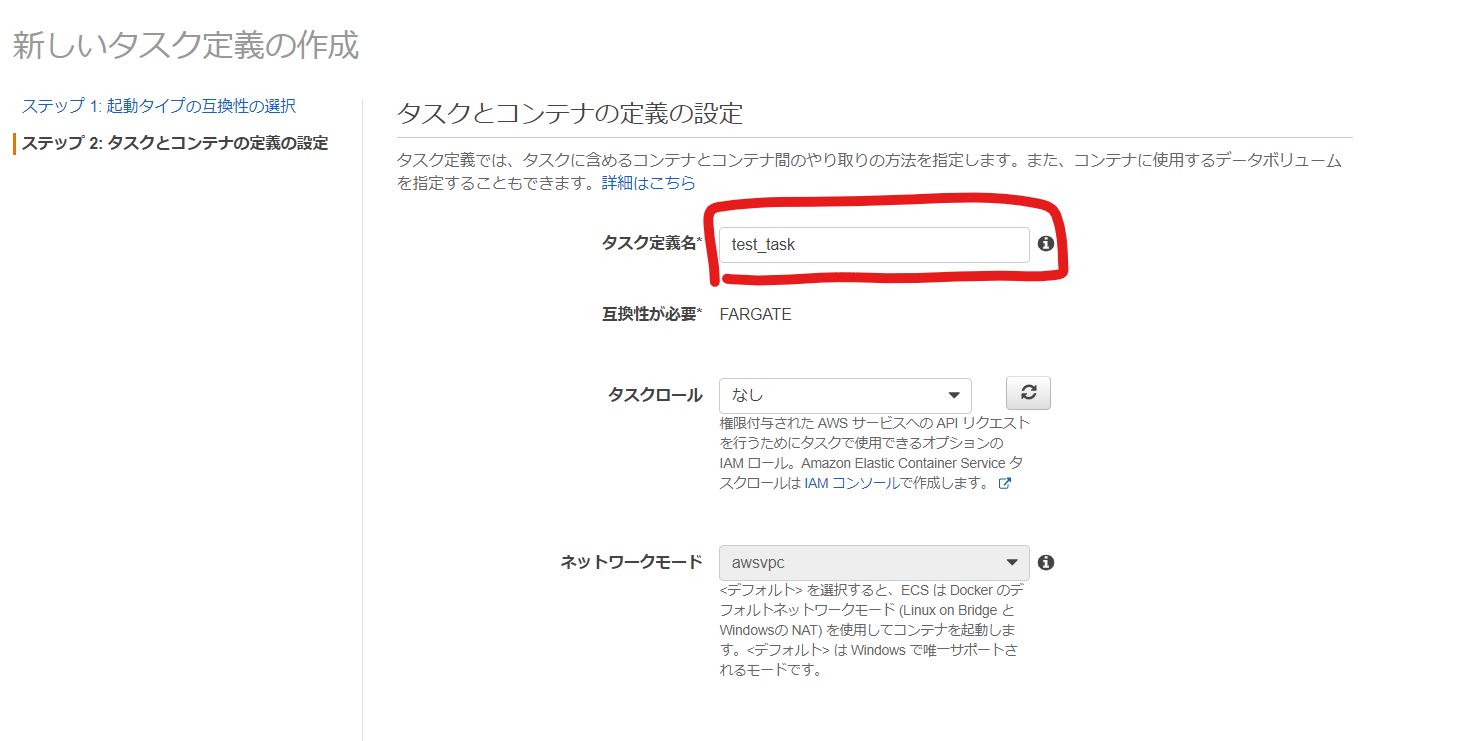 新しいタスク定義の作成
ステップ 1: 起動タイプの互換性の選択
ステップ 2: タスクとコンテナの定義の設定
タスクとコンテナの定義の設定
タスク定義では、タスクに含めるコンテナとコンテナ間のやり取りの方法を指定します。また、コンテナに使用するデータボリューム
を指定することもできます。詳細はこちら
タスク定義名* test_task
互換性が必要* FARGATE
タスクロール なし
権限付与された AWS サービスへの API リクエスト
を行うためにタスクで使用できるオプションの
IAM ロール。Amazon Elastic Container Service タ
スクロールは IAM コンソールで作成します。
ネットワークモード awsvpc
<デフォルト> を選択すると、ECS は Docker のデ
フォルトネットワークモード (Linux on Bridge と
Windowsの NAT) を使用してコンテナを起動しま
す。<デフォルト> は Windows で唯一サポートさ
れるモードです。